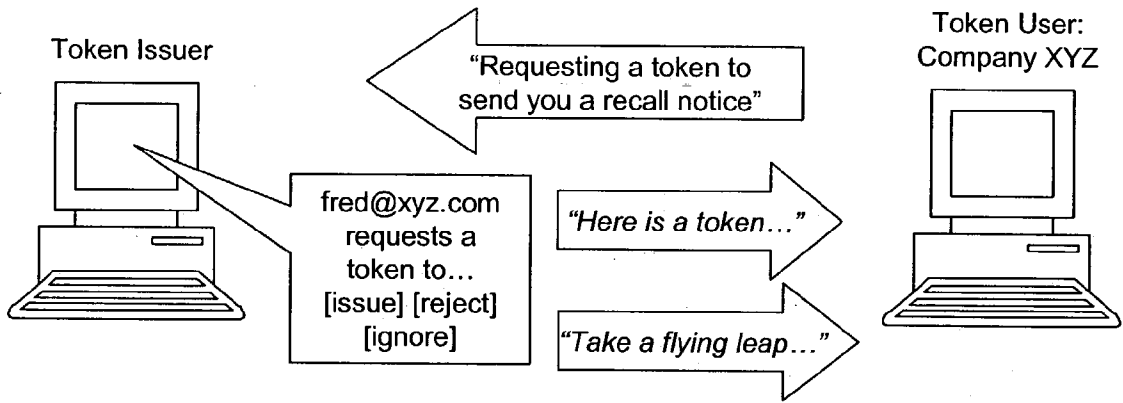 Token Issuer
"Requesting a token to
send you a recall notice"
Token User:
Company XYZ
fred@xyz.com
requests a
token to...
[issue] [reject]
[ignore]
"Here is a token..."
"Take a flying leap..."